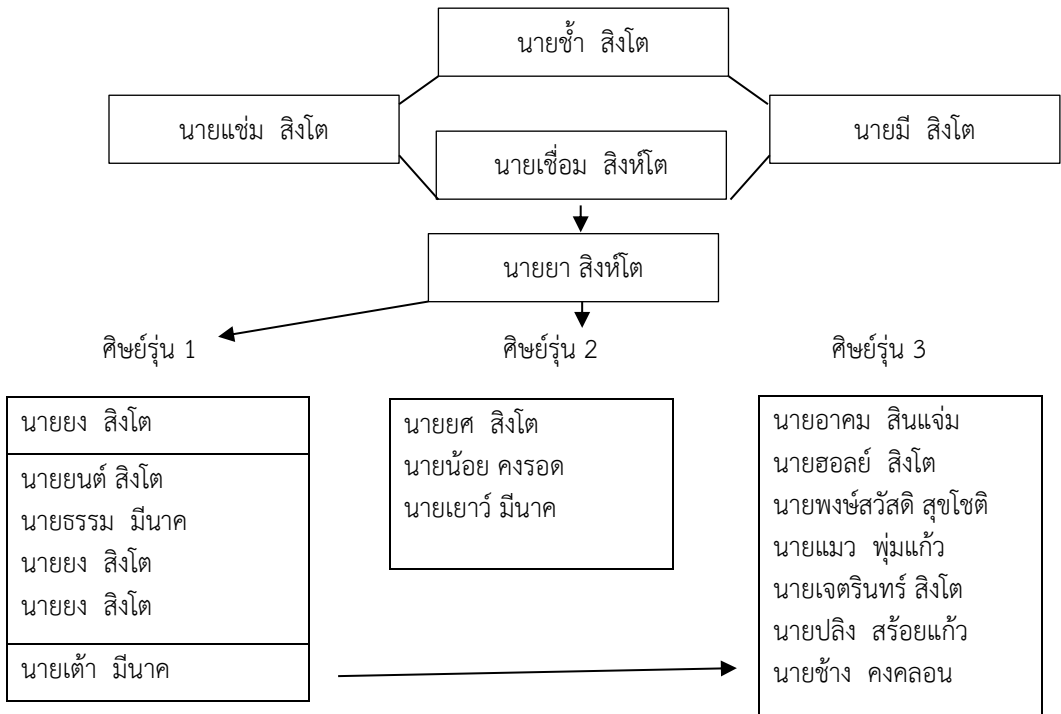 นายช้ำ สิงโต
นายแช่ม สิงโต
นายมี สิงโต
นายเชื่อม สิงห์โต
นายยา สิงห์โต
ศิษย์รุ่น 1
ศิษย์รุ่น 2
ศิษย์รุ่น 3
นายยง สิงโต
นายยนต์ สิงโต
นายธรรม มีนาค
นายยง สิงโต
นายยง สิงโต
นายเต้า มีนาค
นายยศ สิงโต
นายน้อย คงรอด
นายเยาว์ มีนาค
นายอาคม สินแจ่ม
นายฮอลย์ สิงโต
นายพงษ์สวัสดิ สุขโชติ
นายแมว พุ่มแก้ว
นายเจตรินทร์ สิงโต
นายปลิง สร้อยแก้ว
นายช้าง คงคลอน